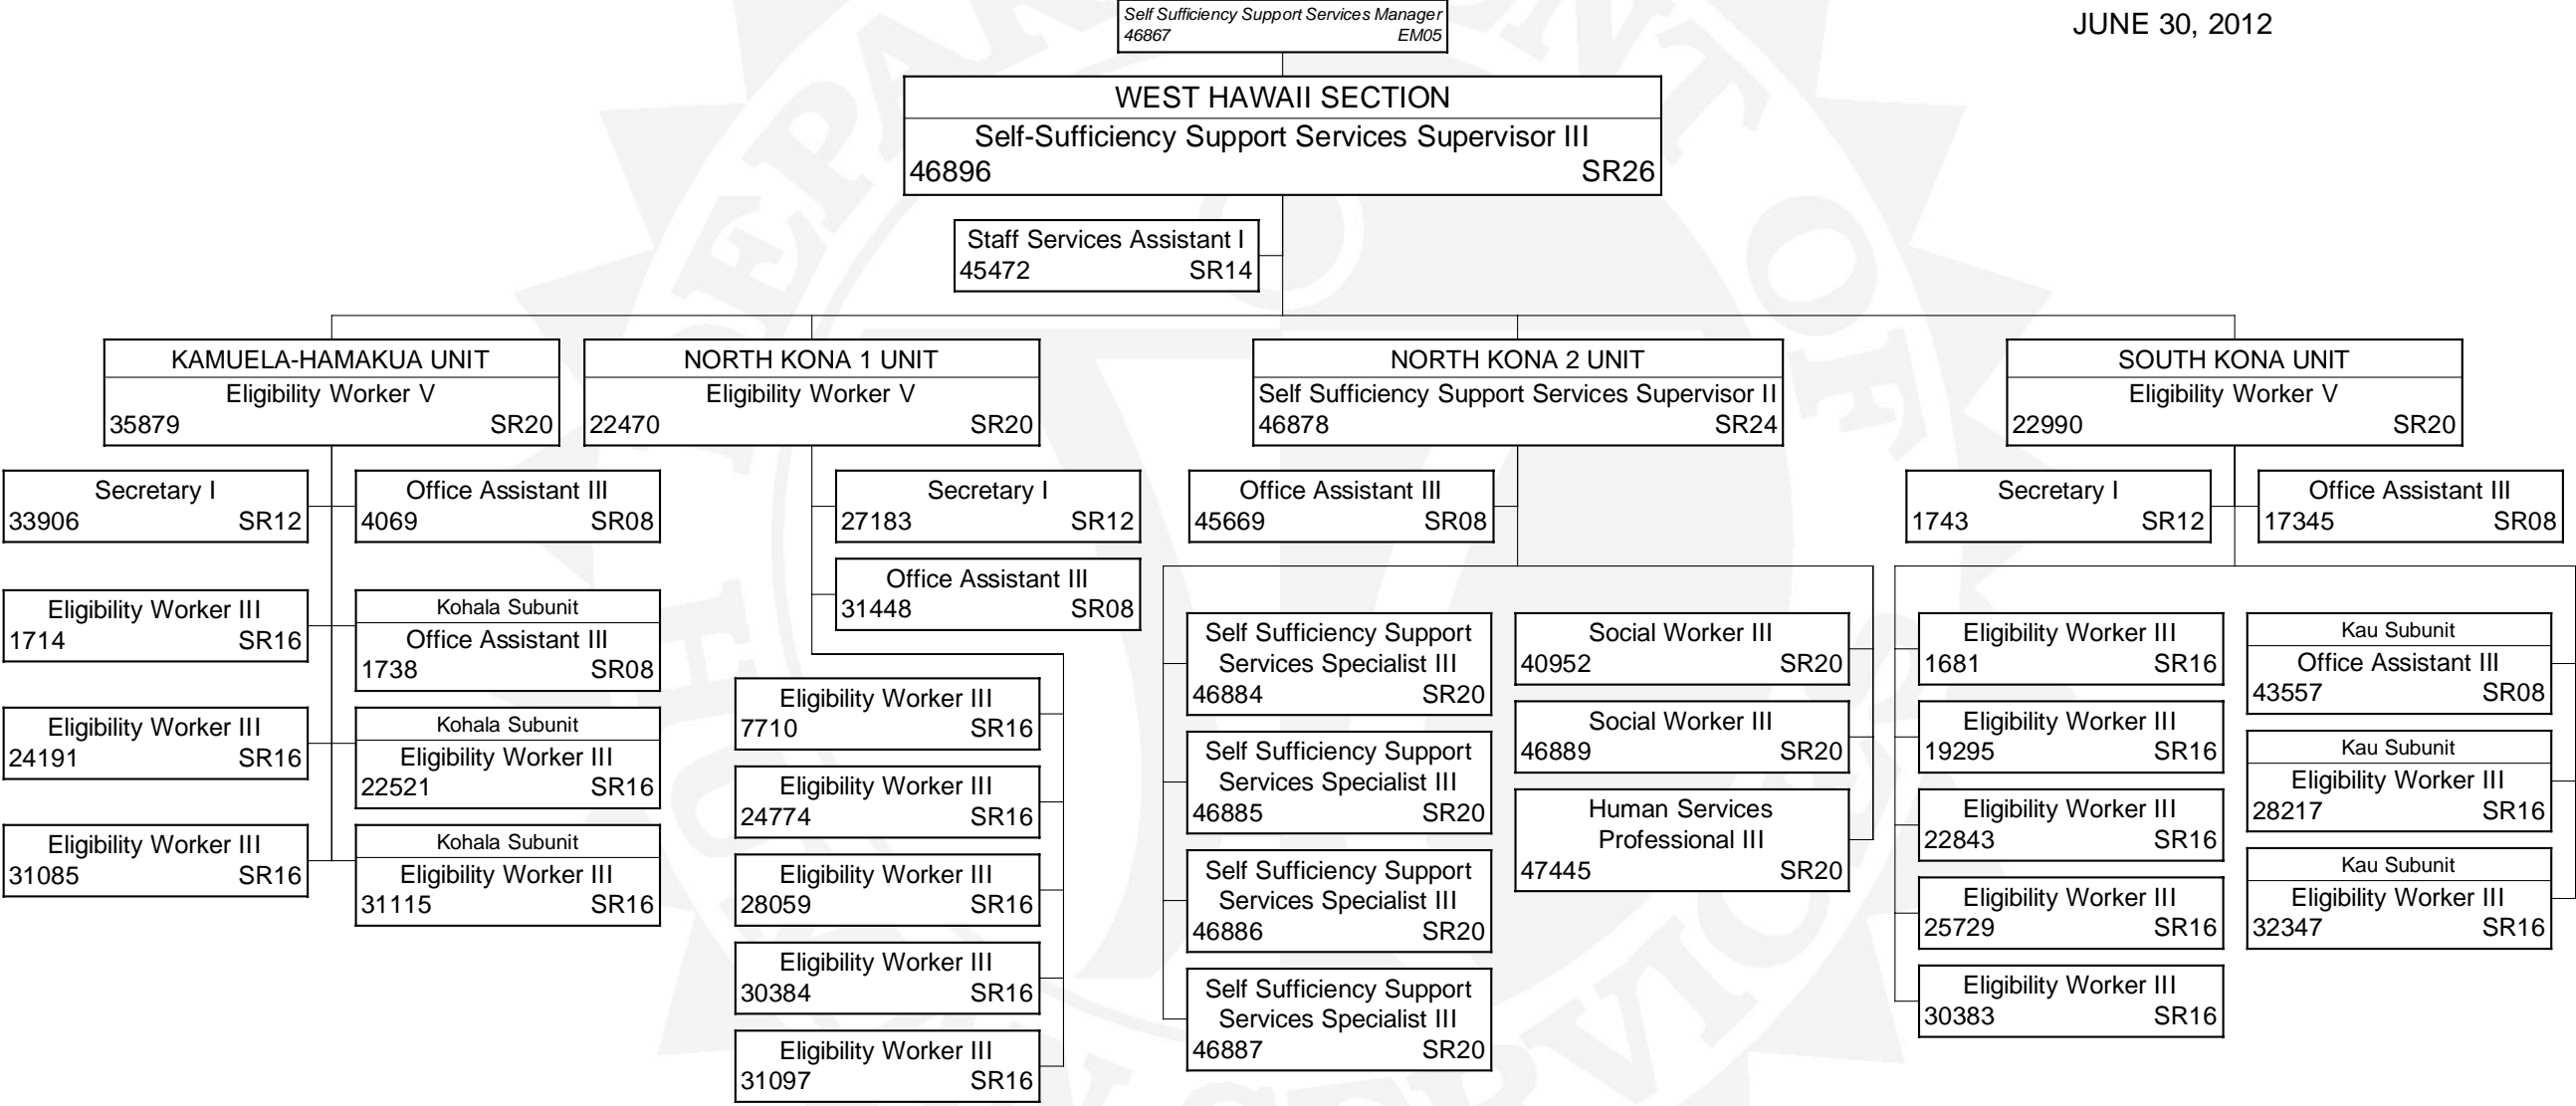 Self Sufficiency Support Services Manager
46867 EM05
JUNE 30, 2012
WEST HAWAII SECTION
Self-Sufficiency Support Services Supervisor III
46896 SR26
Staff Services Assistant I
45472 SR14
KAMUELA-HAMAKUA UNIT
Eligibility Worker V
35879 SR20
Secretary I
33906 SR12
Office Assistant III
4069 SR08
Eligibility Worker III
1714 SR16
Kohala Subunit
Office Assistant III
1738 SR08
Eligibility Worker III
24191 SR16
Kohala Subunit
Eligibility Worker III
22521 SR16
Eligibility Worker III
31085 SR16
Kohala Subunit
Eligibility Worker III
31115 SR16
NORTH KONA 1 UNIT
Eligibility Worker V
22470 SR20
Secretary I
27183 SR12
Office Assistant III
31448 SR08
Eligibility Worker III
7710 SR16
Eligibility Worker III
24774 SR16
Eligibility Worker III
28059 SR16
Eligibility Worker III
30384 SR16
Eligibility Worker III
31097 SR16
NORTH KONA 2 UNIT
Self Sufficiency Support Services Supervisor II
46878 SR24
Office Assistant III
45669 SR08
Self Sufficiency Support
Services Specialist III
46884 SR20
Self Sufficiency Support
Services Specialist III
46885 SR20
Self Sufficiency Support
Services Specialist III
46886 SR20
Self Sufficiency Support
Services Specialist III
46887 SR20
Social Worker III
40952 SR20
Social Worker III
46889 SR20
Human Services
Professional III
47445 SR20
SOUTH KONA UNIT
Eligibility Worker V
22990 SR20
Secretary I
1743 SR12
Office Assistant III
17345 SR08
Eligibility Worker III
1681 SR16
Eligibility Worker III
19295 SR16
Eligibility Worker III
22843 SR16
Eligibility Worker III
25729 SR16
Eligibility Worker III
30383 SR16
Kau Subunit
Office Assistant III
43557 SR08
Kau Subunit
Eligibility Worker III
28217 SR16
Kau Subunit
Eligibility Worker III
32347 SR16